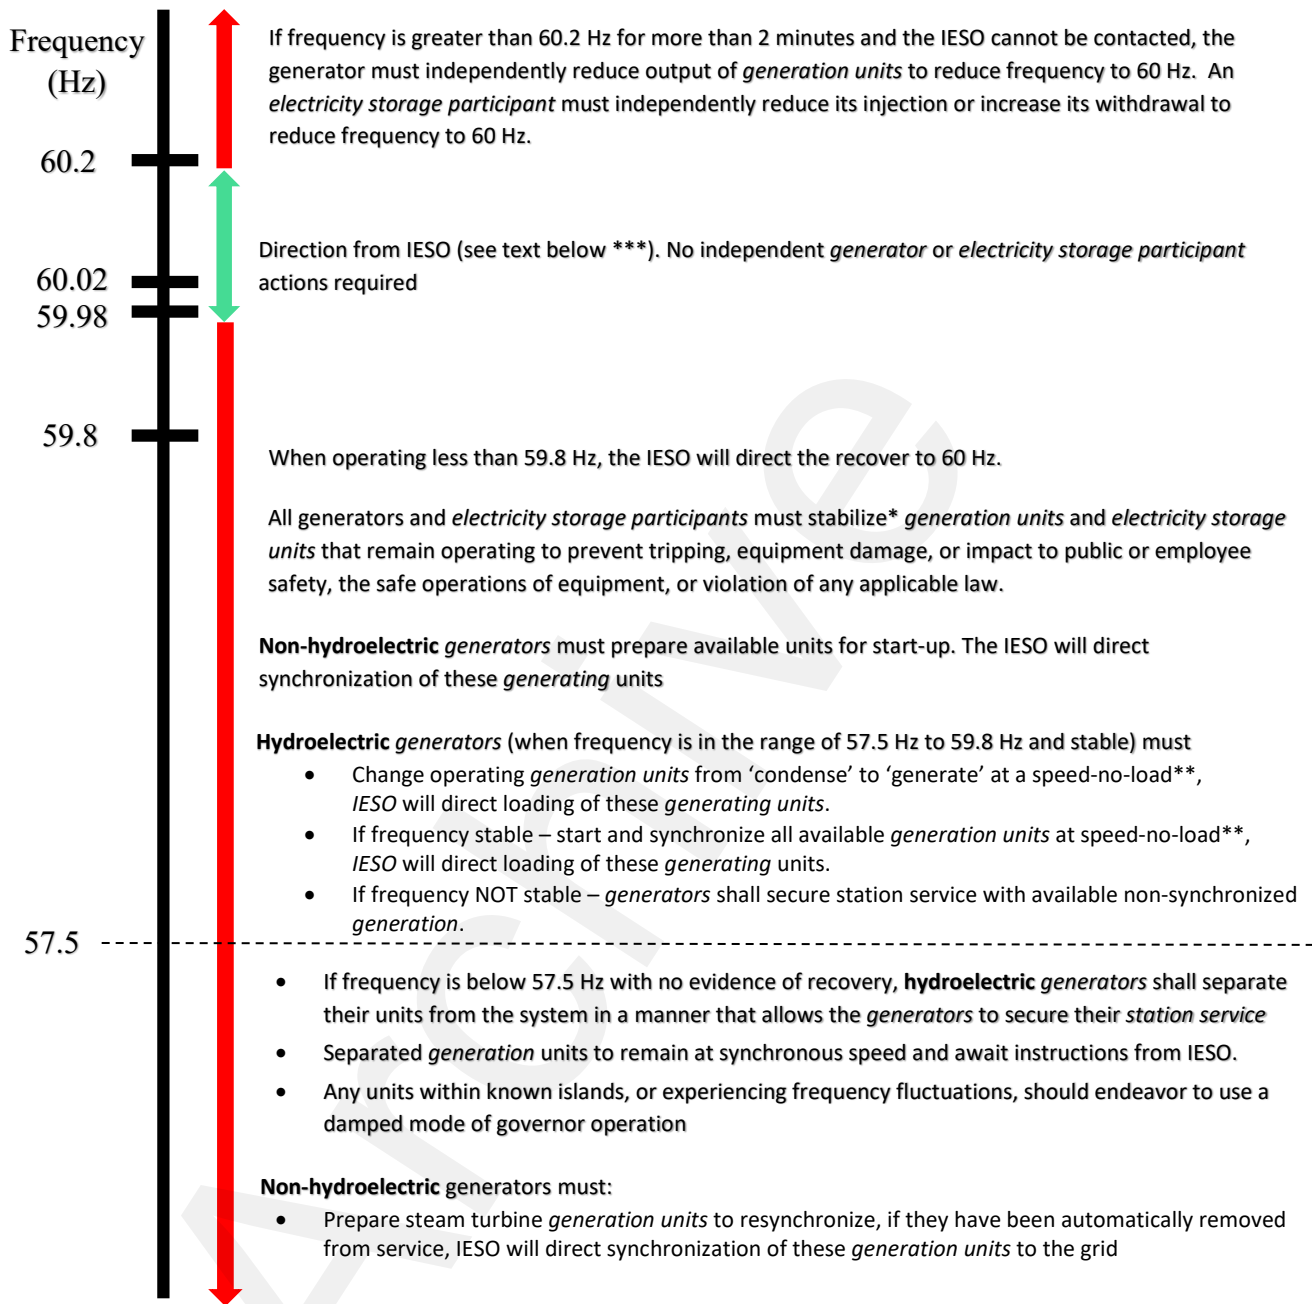 Frequency
(Hz)
If frequency is greater than 60.2 Hz for more than 2 minutes and the IESO cannot be contacted, the
generator must independently reduce output of generation units to reduce frequency to 60 Hz. An
electricity storage participant must independently reduce its injection or increase its withdrawal to
reduce frequency to 60 Hz.
60.2
Direction from IESO (see text below ***). No independent generator or electricity storage participant
actions required
60.02
59.98
59.8
When operating less than 59.8 Hz, the IESO will direct the recover to 60 Hz.
All generators and electricity storage participants must stabilize* generation units and electricity storage
units that remain operating to prevent tripping, equipment damage, or impact to public or employee
safety, the safe operations of equipment, or violation of any applicable law.
Non-hydroelectric generators must prepare available units for start-up. The IESO will direct
synchronization of these generating units
Hydroelectric generators (when frequency is in the range of 57.5 Hz to 59.8 Hz and stable) must
• Change operating generation units from ‘condense’ to ‘generate’ at a speed-no-load**,
IESO will direct loading of these generating units.
• If frequency stable – start and synchronize all available generation units at speed-no-load**,
IESO will direct loading of these generating units.
• If frequency NOT stable – generators shall secure station service with available non-synchronized
generation.
57.5
• If frequency is below 57.5 Hz with no evidence of recovery, hydroelectric generators shall separate
their units from the system in a manner that allows the generators to secure their station service
• Separated generation units to remain at synchronous speed and await instructions from IESO.
• Any units within known islands, or experiencing frequency fluctuations, should endeavor to use a
damped mode of governor operation
Non-hydroelectric generators must:
• Prepare steam turbine generation units to resynchronize, if they have been automatically removed
from service, IESO will direct synchronization of these generation units to the grid
Archive